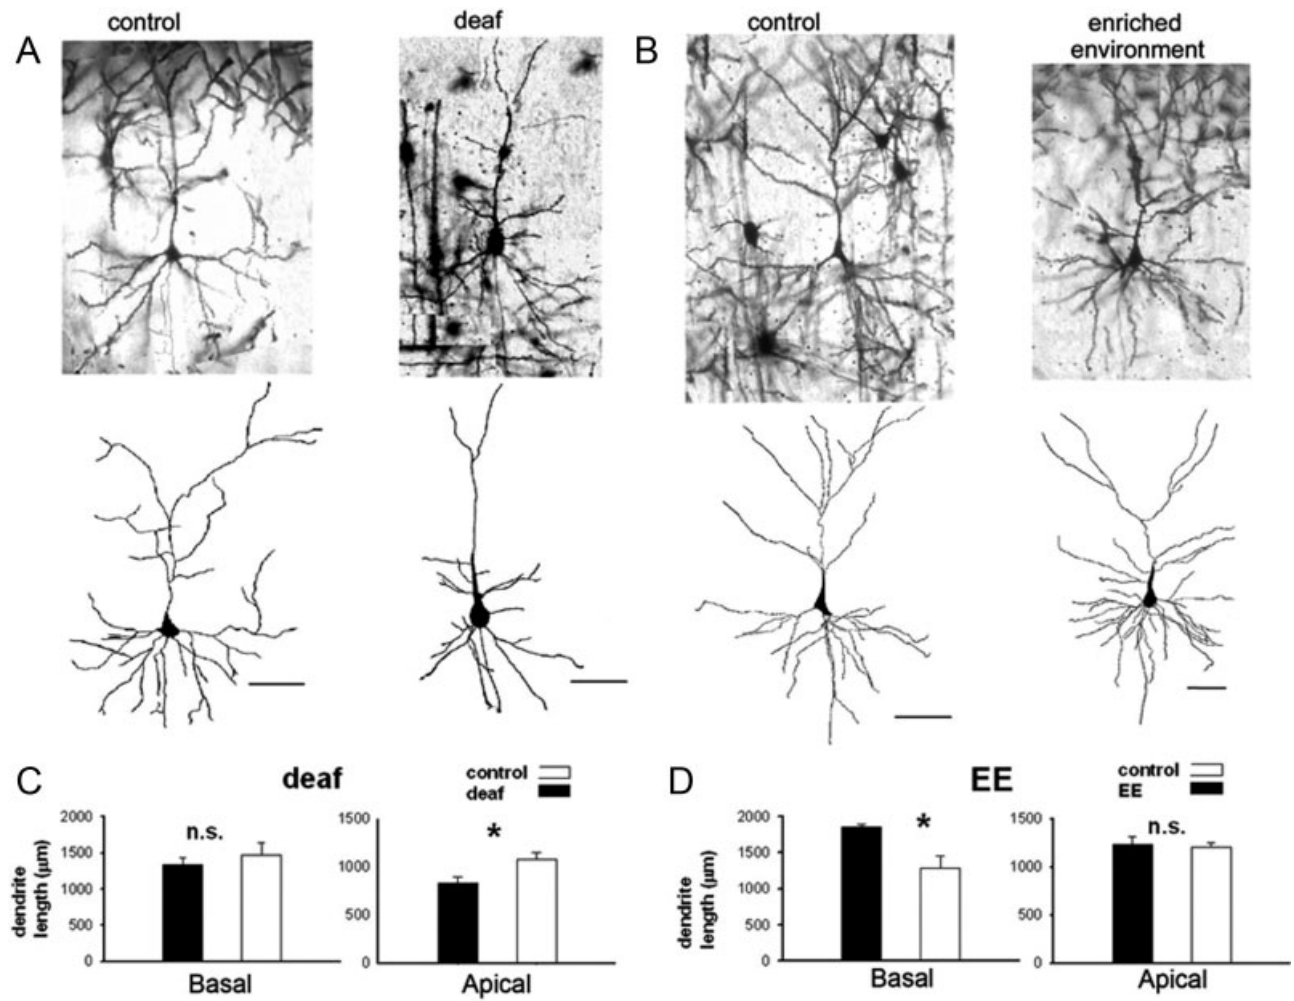 A
control
deaf
B
control
enriched
environment
C
deaf
control
deaf
dendrite
length (μm)
2000
1500
1000
500
0
n.s.
Basal
1500
1000
500
0
*
Apical
D
EE
control
EE
dendrite
length (μm)
2000
1500
1000
500
0
*
Basal
1500
1000
500
0
n.s.
Apical